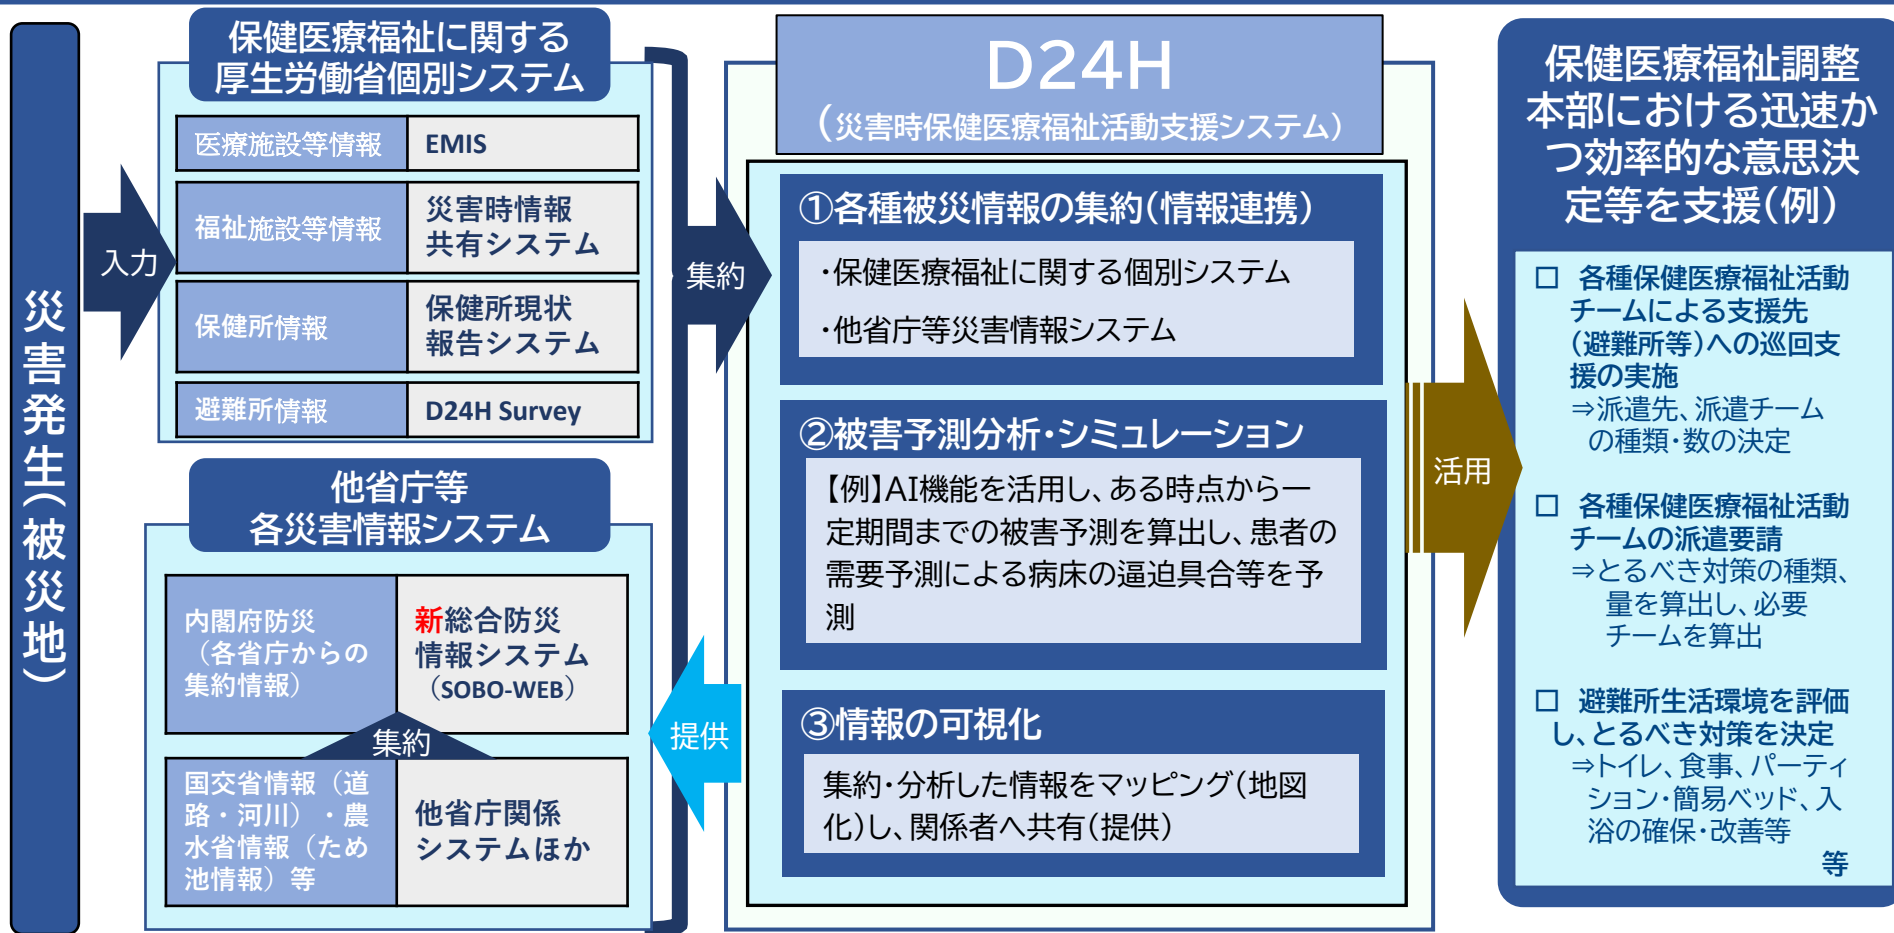 災害発生（被災地）
入力
保健医療福祉に関する
厚生労働省個別システム
医療施設等情報
EMIS
福祉施設等情報
災害時情報
共有システム
保健所情報
保健所現状
報告システム
避難所情報
D24H Survey
他省庁等
各災害情報システム
内閣府防災
（各省庁からの
集約情報）
新総合防災
情報システム
（SOBO-WEB）
集約
国交省情報（道
路・河川）・農
水省情報（ため
池情報）等
他省庁関係
システムほか
集約
提供
D24H
（災害時保健医療福祉活動支援システム）
①各種被災情報の集約（情報連携）
・保健医療福祉に関する個別システム
・他省庁等災害情報システム
②被害予測分析・シミュレーション
【例】AI機能を活用し、ある時点から一
定期間までの被害予測を算出し、患者の
需要予測による病床の逼迫具合等を予
測
③情報の可視化
集約・分析した情報をマッピング（地図
化）し、関係者へ共有（提供）
活用
保健医療福祉調整
本部における迅速か
つ効率的な意思決
定等を支援（例）
□ 各種保健医療福祉活動
チームによる支援先
（避難所等）への巡回支
援の実施
⇒派遣先、派遣チーム
の種類・数の決定
□ 各種保健医療福祉活動
チームの派遣要請
⇒とるべき対策の種類、
量を算出し、必要
チームを算出
□ 避難所生活環境を評価
し、とるべき対策を決定
⇒トイレ、食事、パーティ
ション・簡易ベッド、入
浴の確保・改善等
等